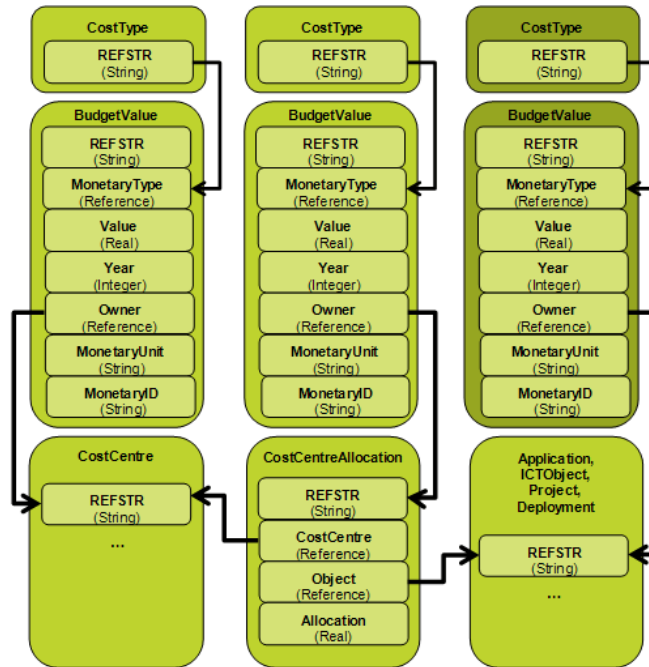 CostType
REFSTR
(String)
BudgetValue
REFSTR
(String)
MonetaryType
(Reference)
Value
(Real)
Year
(Integer)
Owner
(Reference)
MonetaryUnit
(String)
MonetaryID
(String)
CostCentre
REFSTR
(String)
...
CostType
REFSTR
(String)
BudgetValue
REFSTR
(String)
MonetaryType
(Reference)
Value
(Real)
Year
(Integer)
Owner
(Reference)
MonetaryUnit
(String)
MonetaryID
(String)
CostCentreAllocation
REFSTR
(String)
CostCentre
(Reference)
Object
(Reference)
Allocation
(Real)
CostType
REFSTR
(String)
BudgetValue
REFSTR
(String)
MonetaryType
(Reference)
Value
(Real)
Year
(Integer)
Owner
(Reference)
MonetaryUnit
(String)
MonetaryID
(String)
Application,
ICTObject,
Project,
Deployment
REFSTR
(String)
...